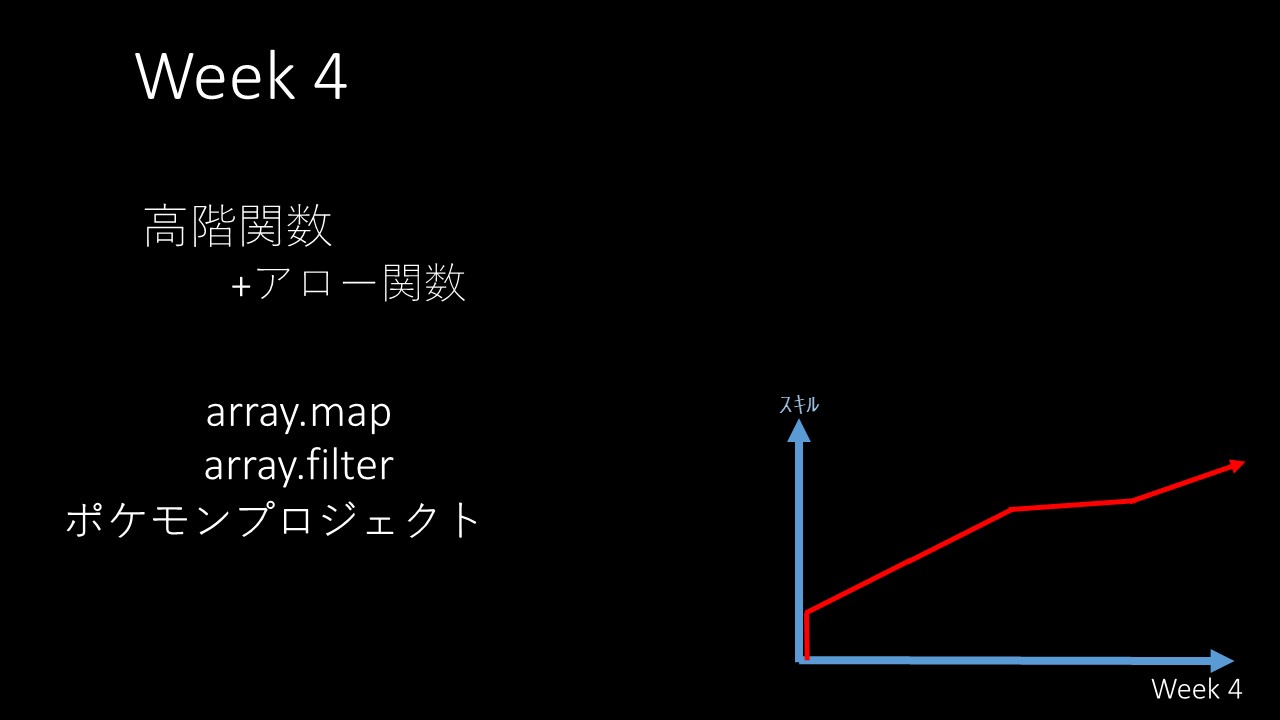 Week 4
高階関数
+アロー関数
array.map
array.filter
ポケモンプロジェクト
ｽｷﾙ
Week 4